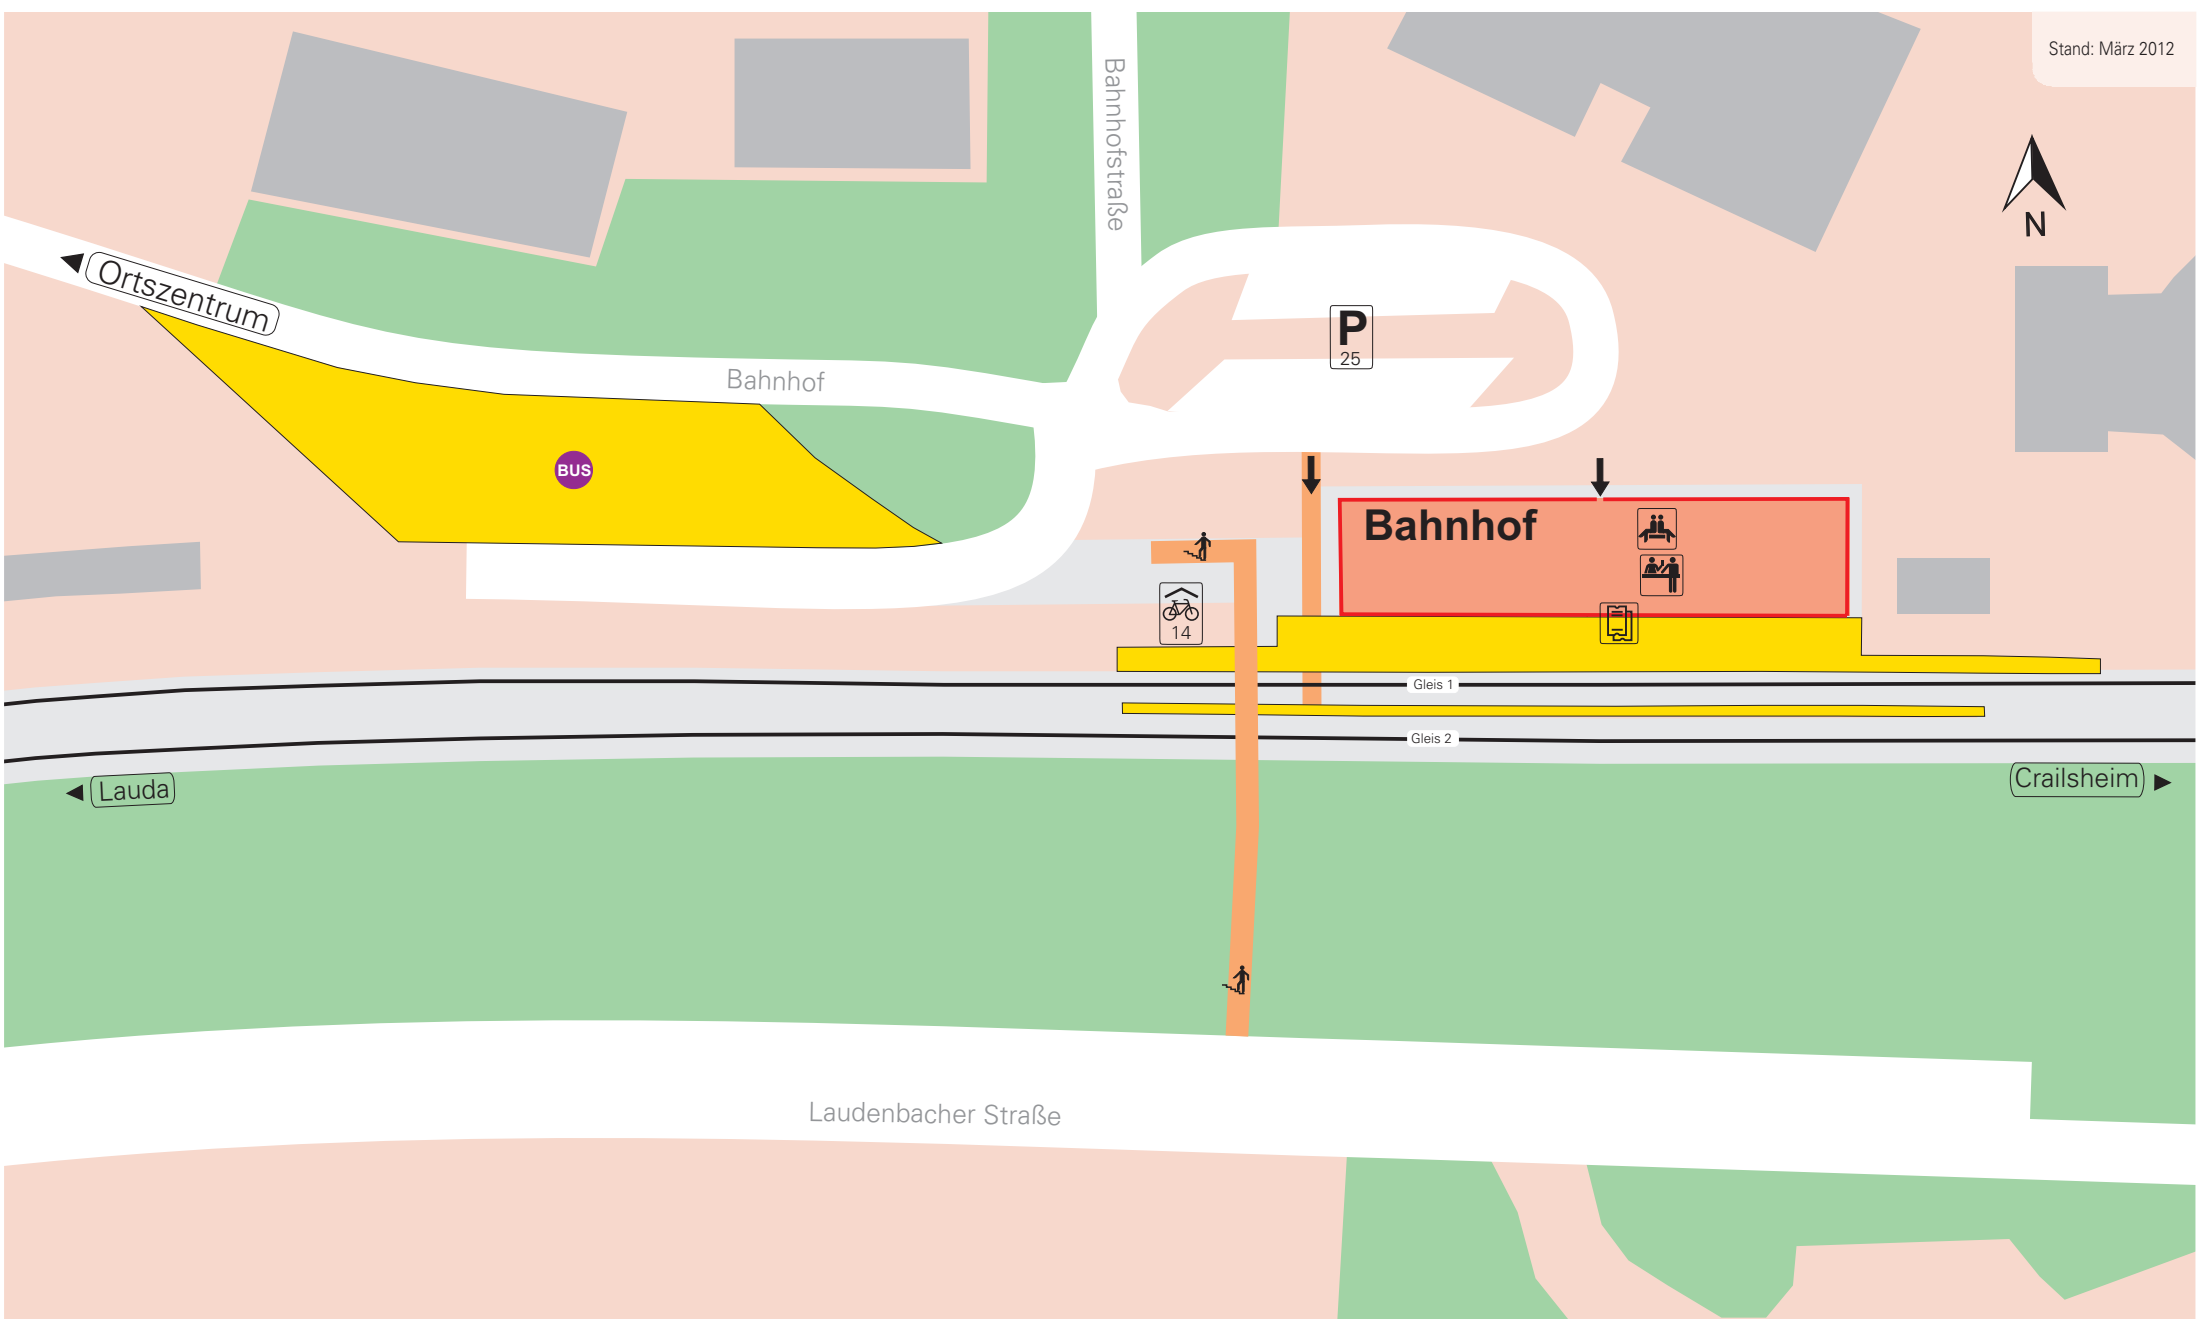 Stand: März 2012
Bahnhofstraße
N
Ortszentrum
P
25
Bahnhof
BUS
Bahnhof
14
Gleis 1
Gleis 2
Lauda
Crailsheim
Laudenbacher Straße